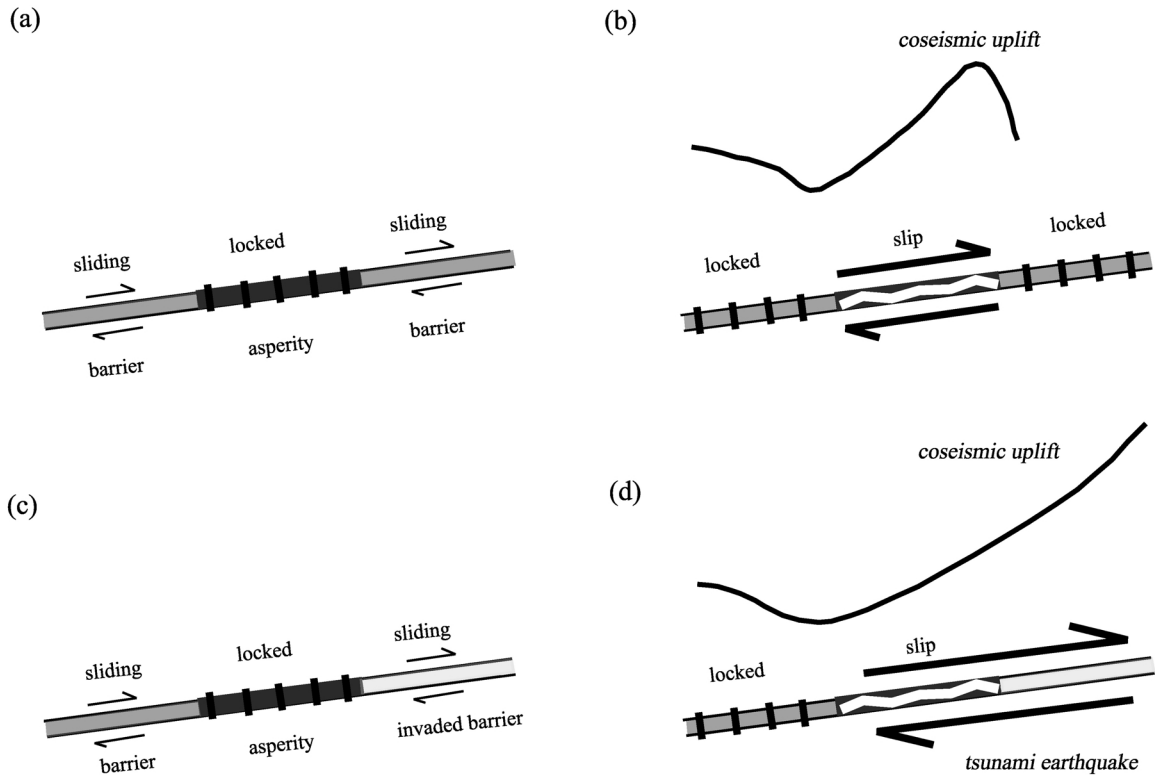 (a)
sliding
locked
sliding
barrier
asperity
barrier
(b)
coseismic uplift
locked
slip
locked
(c)
sliding
locked
sliding
barrier
asperity
invaded barrier
(d)
coseismic uplift
locked
slip
tsunami earthquake